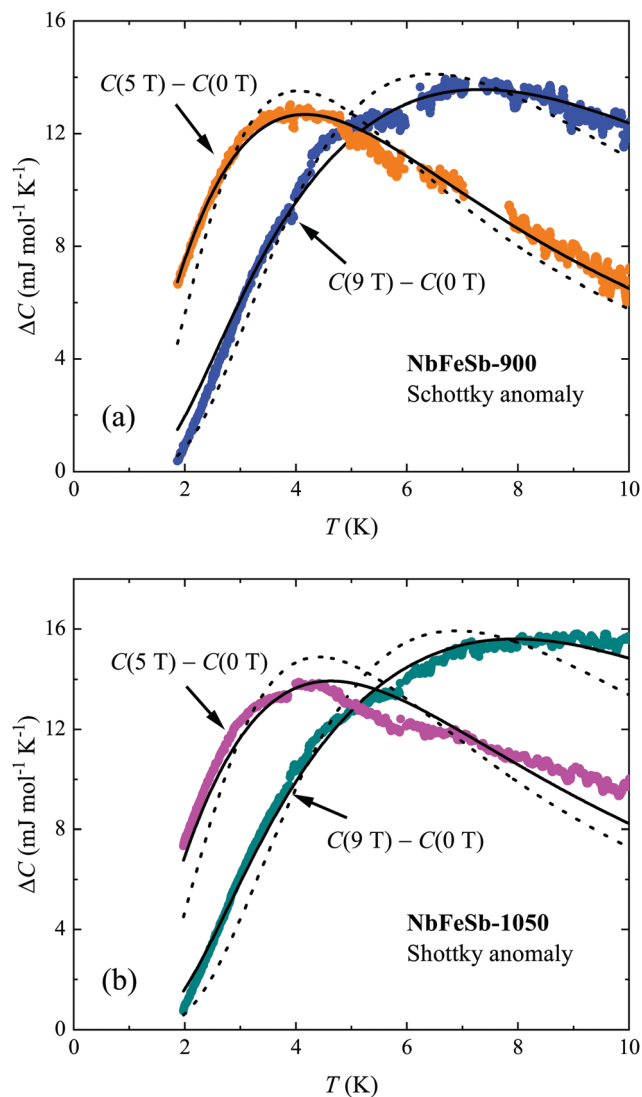 16
12
8
4
0
ΔC (mJ mol⁻¹ K⁻¹)
C(5 T) – C(0 T)
C(9 T) – C(0 T)
NbFeSb-900
Schottky anomaly
(a)
0 2 4 6 8 10
T (K)
16
12
8
4
0
ΔC (mJ mol⁻¹ K⁻¹)
C(5 T) – C(0 T)
C(9 T) – C(0 T)
NbFeSb-1050
Shottky anomaly
(b)
0 2 4 6 8 10
T (K)